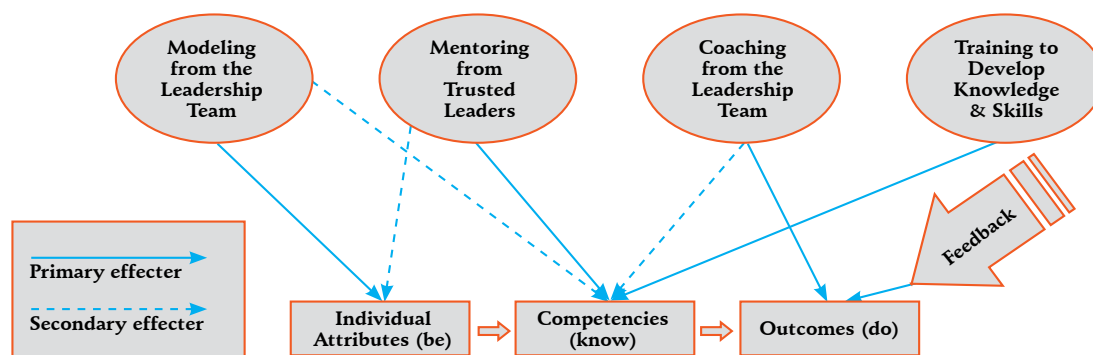 Modeling
from the
Leadership
Team
Mentoring
from
Trusted
Leaders
Coaching
from the
Leadership
Team
Training to
Develop
Knowledge
& Skills
Feedback
Primary effecter
Secondary effecter
Individual
Attributes (be)
Competencies
(know)
Outcomes (do)